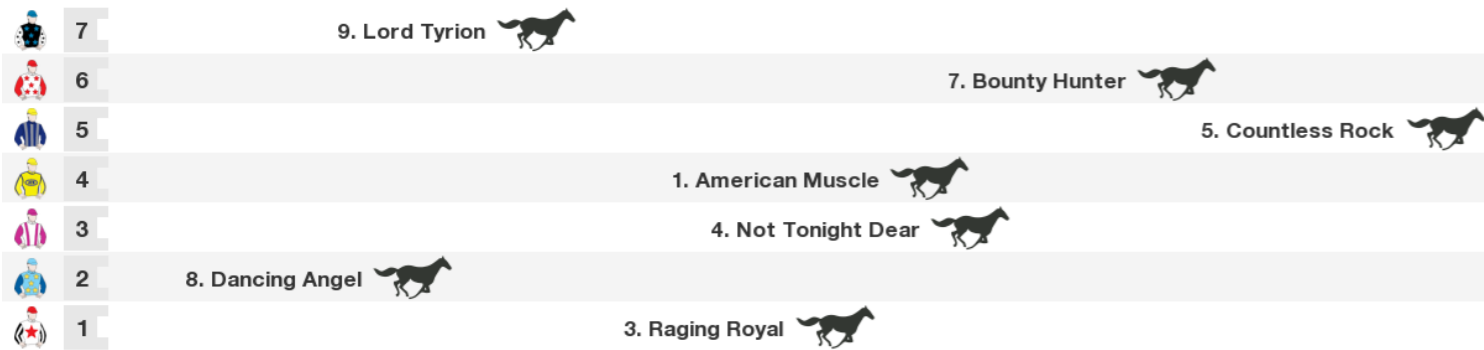 7 9. Lord Tyrion
6 7. Bounty Hunter
5 5. Countless Rock
4 1. American Muscle
3 4. Not Tonight Dear
2 8. Dancing Angel
1 3. Raging Royal